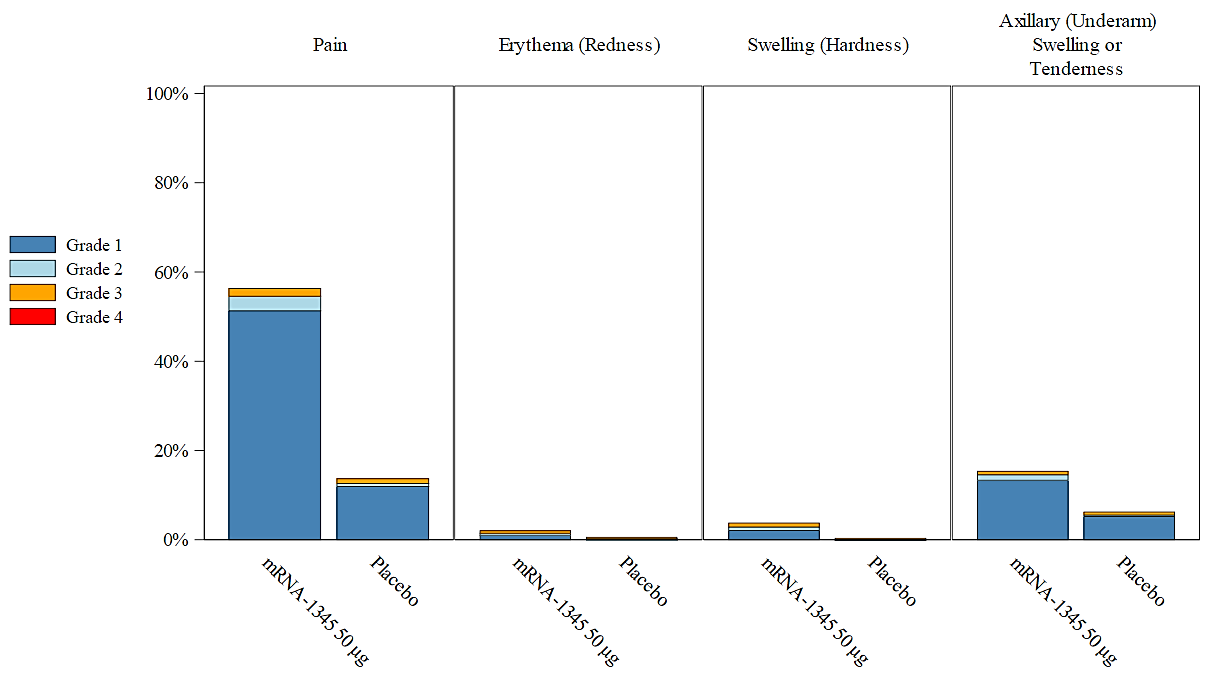 Pain
Erythema (Redness)
Swelling (Hardness)
Axillary (Underarm)
Swelling or
Tenderness
100%
80%
60%
40%
20%
0%
Grade 1
Grade 2
Grade 3
Grade 4
mRNA-1345 50 µg
Placebo
mRNA-1345 50 µg
Placebo
mRNA-1345 50 µg
Placebo
mRNA-1345 50 µg
Placebo